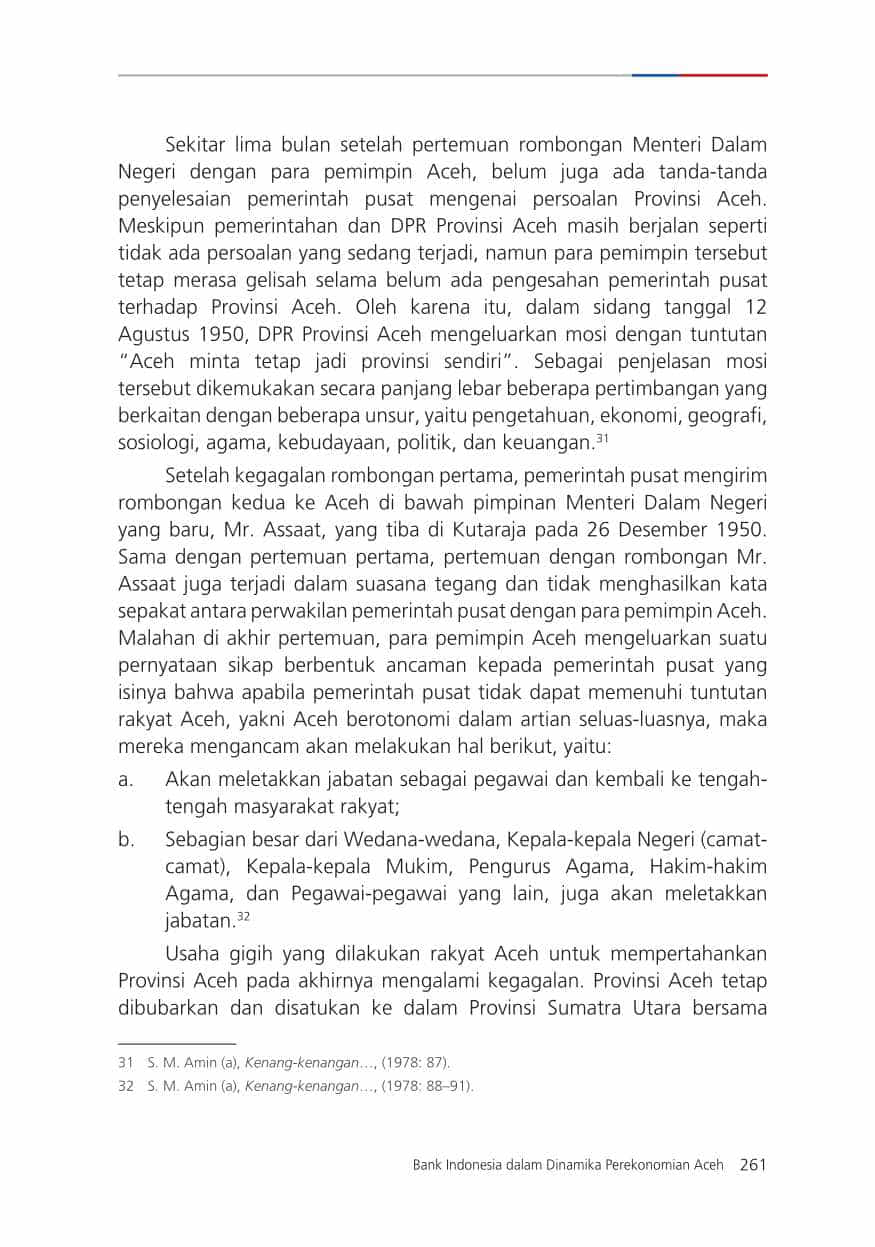 Sekitar lima bulan setelah pertemuan rombongan Menteri Dalam
Negeri dengan para pemimpin Aceh, belum juga ada tanda-tanda
penyelesaian pemerintah pusat mengenai persoalan Provinsi Aceh.
Meskipun pemerintahan dan DPR Provinsi Aceh masih berjalan seperti
tidak ada persoalan yang sedang terjadi, namun para pemimpin tersebut
tetap merasa gelisah selama belum ada pengesahan pemerintah pusat
terhadap Provinsi Aceh. Oleh karena itu, dalam sidang tanggal 12
Agustus 1950, DPR Provinsi Aceh mengeluarkan mosi dengan tuntutan
“Aceh minta tetap jadi provinsi sendiri”. Sebagai penjelasan mosi
tersebut dikemukakan secara panjang lebar beberapa pertimbangan yang
berkaitan dengan beberapa unsur, yaitu pengetahuan, ekonomi, geografi,
sosiologi, agama, kebudayaan, politik, dan keuangan.31
Setelah kegagalan rombongan pertama, pemerintah pusat mengirim
rombongan kedua ke Aceh di bawah pimpinan Menteri Dalam Negeri
yang baru, Mr. Assaat, yang tiba di Kutaraja pada 26 Desember 1950.
Sama dengan pertemuan pertama, pertemuan dengan rombongan Mr.
Assaat juga terjadi dalam suasana tegang dan tidak menghasilkan kata
sepakat antara perwakilan pemerintah pusat dengan para pemimpin Aceh.
Malahan di akhir pertemuan, para pemimpin Aceh mengeluarkan suatu
pernyataan sikap berbentuk ancaman kepada pemerintah pusat yang
isinya bahwa apabila pemerintah pusat tidak dapat memenuhi tuntutan
rakyat Aceh, yakni Aceh berotonomi dalam artian seluas-luasnya, maka
mereka mengancam akan melakukan hal berikut, yaitu:
a. Akan meletakkan jabatan sebagai pegawai dan kembali ke tengah-
tengah masyarakat rakyat;
b. Sebagian besar dari Wedana-wedana, Kepala-kepala Negeri (camat-
camat), Kepala-kepala Mukim, Pengurus Agama, Hakim-hakim
Agama, dan Pegawai-pegawai yang lain, juga akan meletakkan
jabatan.32
Usaha gigih yang dilakukan rakyat Aceh untuk mempertahankan
Provinsi Aceh pada akhirnya mengalami kegagalan. Provinsi Aceh tetap
dibubarkan dan disatukan ke dalam Provinsi Sumatra Utara bersama
31 S. M. Amin (a), Kenang-kenangan…, (1978: 87).
32 S. M. Amin (a), Kenang-kenangan…, (1978: 88–91).
Bank Indonesia dalam Dinamika Perekonomian Aceh 261